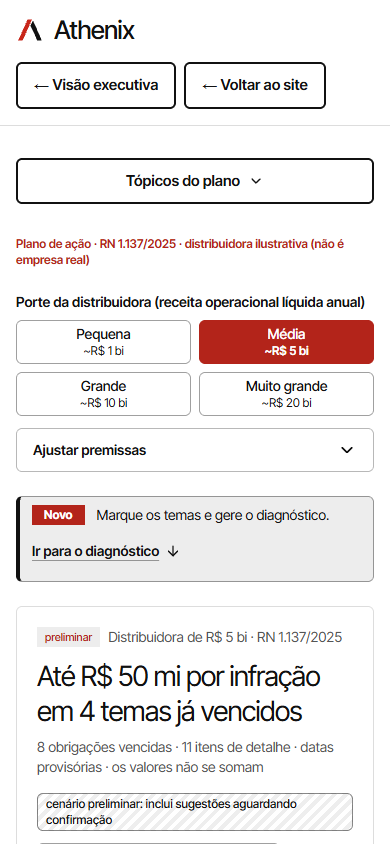 Athenix
← Visão executiva
← Voltar ao site
Tópicos do plano
Plano de ação · RN 1.137/2025 · distribuidora ilustrativa (não é
empresa real)
Porte da distribuidora (receita operacional líquida anual)
Pequena
~R$ 1 bi
Média
~R$ 5 bi
Grande
~R$ 10 bi
Muito grande
~R$ 20 bi
Ajustar premissas
Novo Marque os temas e gere o diagnóstico.
Ir para o diagnóstico ↓
preliminar Distribuidora de R$ 5 bi · RN 1.137/2025
Até R$ 50 mi por infração
em 4 temas já vencidos
8 obrigações vencidas · 11 itens de detalhe · datas
provisórias · os valores não se somam
cenário preliminar: inclui sugestões aguardando
confirmação